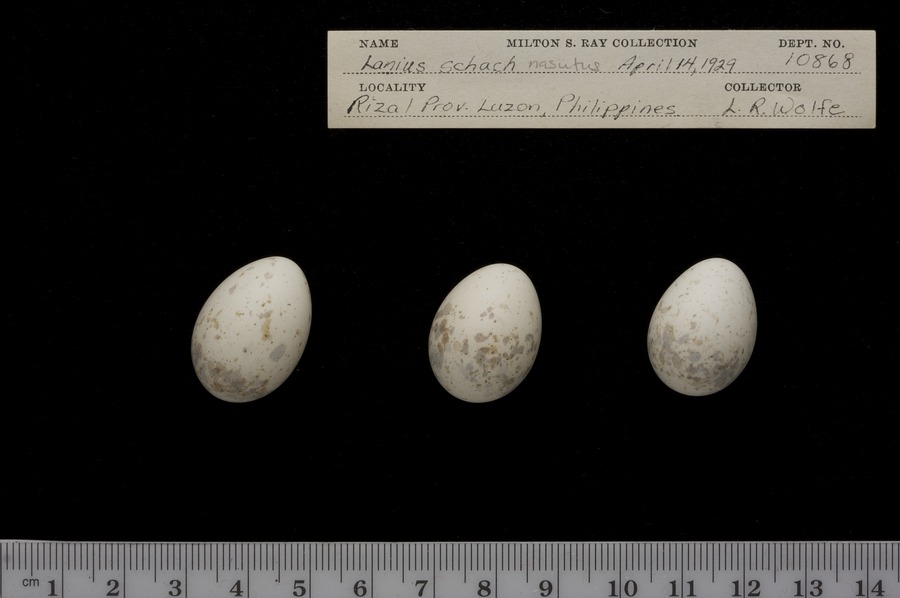 NAME MILTON S. RAY COLLECTION DEPT. NO.
Lanius schach nasutus April 14, 1929 10868
LOCALITY COLLECTOR
Rizal Prov. Luzon, Philippines L. R. Wolfe
cm 1 2 3 4 5 6 7 8 9 10 11 12 13 14